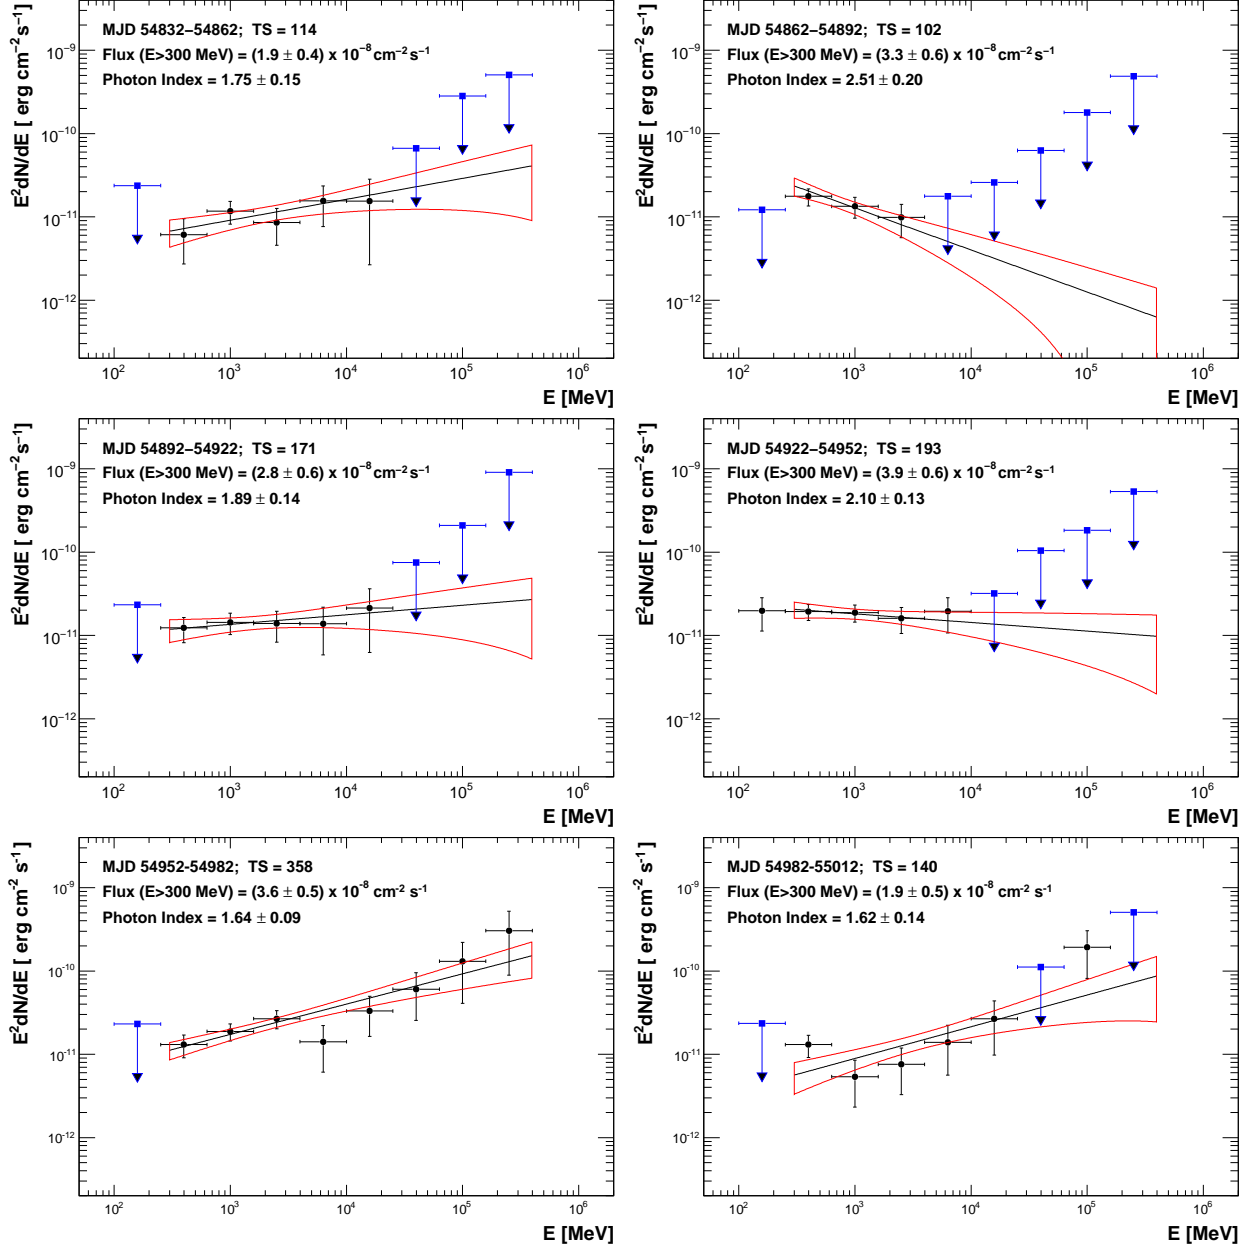 E²dN/dE [ erg cm⁻² s⁻¹]
MJD 54832–54862; TS = 114
Flux (E>300 MeV) = (1.9 ± 0.4) x 10⁻⁸ cm⁻² s⁻¹
Photon Index = 1.75 ± 0.15
10⁻⁹
10⁻¹⁰
10⁻¹¹
10⁻¹²
10² 10³ 10⁴ 10⁵ 10⁶
E [MeV]
E²dN/dE [ erg cm⁻² s⁻¹]
MJD 54862–54892; TS = 102
Flux (E>300 MeV) = (3.3 ± 0.6) x 10⁻⁸ cm⁻² s⁻¹
Photon Index = 2.51 ± 0.20
10⁻⁹
10⁻¹⁰
10⁻¹¹
10⁻¹²
10² 10³ 10⁴ 10⁵ 10⁶
E [MeV]
E²dN/dE [ erg cm⁻² s⁻¹]
MJD 54892–54922; TS = 171
Flux (E>300 MeV) = (2.8 ± 0.6) x 10⁻⁸ cm⁻² s⁻¹
Photon Index = 1.89 ± 0.14
10⁻⁹
10⁻¹⁰
10⁻¹¹
10⁻¹²
10² 10³ 10⁴ 10⁵ 10⁶
E [MeV]
E²dN/dE [ erg cm⁻² s⁻¹]
MJD 54922–54952; TS = 193
Flux (E>300 MeV) = (3.9 ± 0.6) x 10⁻⁸ cm⁻² s⁻¹
Photon Index = 2.10 ± 0.13
10⁻⁹
10⁻¹⁰
10⁻¹¹
10⁻¹²
10² 10³ 10⁴ 10⁵ 10⁶
E [MeV]
E²dN/dE [ erg cm⁻² s⁻¹]
MJD 54952-54982; TS = 358
Flux (E>300 MeV) = (3.6 ± 0.5) x 10⁻⁸ cm⁻² s⁻¹
Photon Index = 1.64 ± 0.09
10⁻⁹
10⁻¹⁰
10⁻¹¹
10⁻¹²
10² 10³ 10⁴ 10⁵ 10⁶
E [MeV]
E²dN/dE [ erg cm⁻² s⁻¹]
MJD 54982-55012; TS = 140
Flux (E>300 MeV) = (1.9 ± 0.5) x 10⁻⁸ cm⁻² s⁻¹
Photon Index = 1.62 ± 0.14
10⁻⁹
10⁻¹⁰
10⁻¹¹
10⁻¹²
10² 10³ 10⁴ 10⁵ 10⁶
E [MeV]